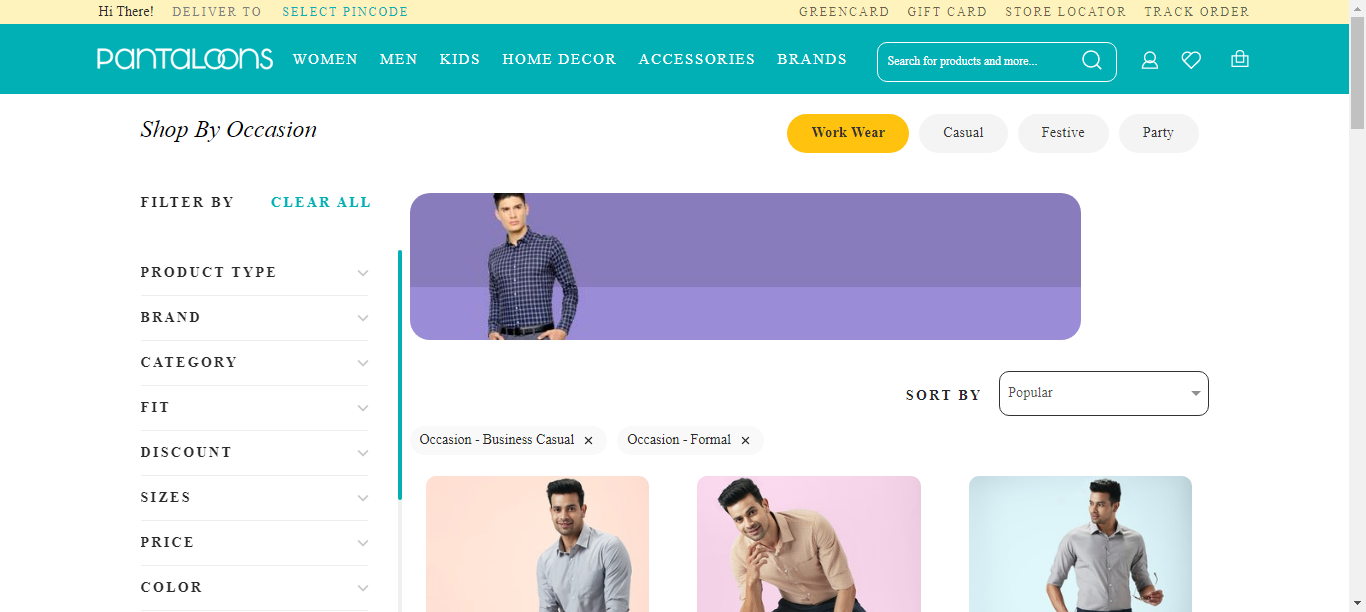 Hi There! DELIVER TO SELECT PINCODE GREENCARD GIFT CARD STORE LOCATOR TRACK ORDER
PANTALOONS WOMEN MEN KIDS HOME DECOR ACCESSORIES BRANDS Search for products and more...
Shop By Occasion Work Wear Casual Festive Party
FILTER BY CLEAR ALL
PRODUCT TYPE
BRAND
CATEGORY
FIT
DISCOUNT
SIZES
PRICE
COLOR
SORT BY Popular
Occasion - Business Casual × Occasion - Formal ×